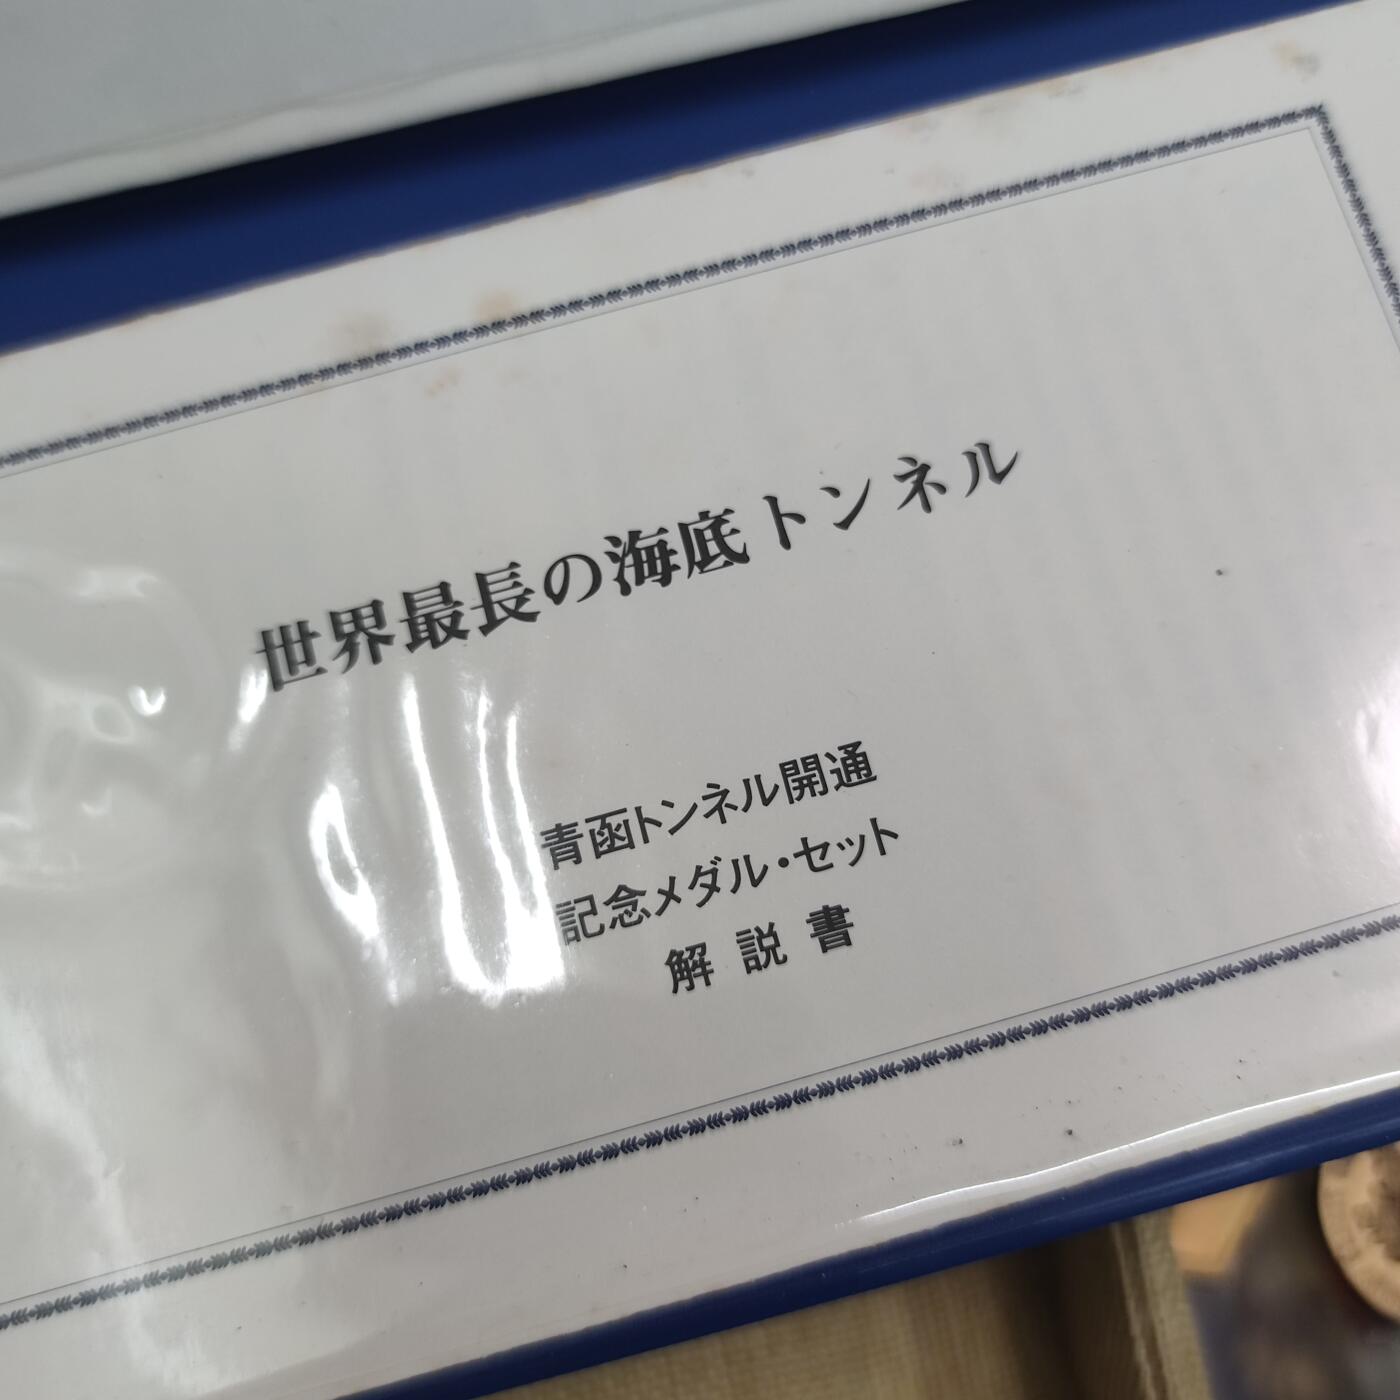 世界最長の海底トンネル
青函トンネル開通
記念メダル・セット
解説書